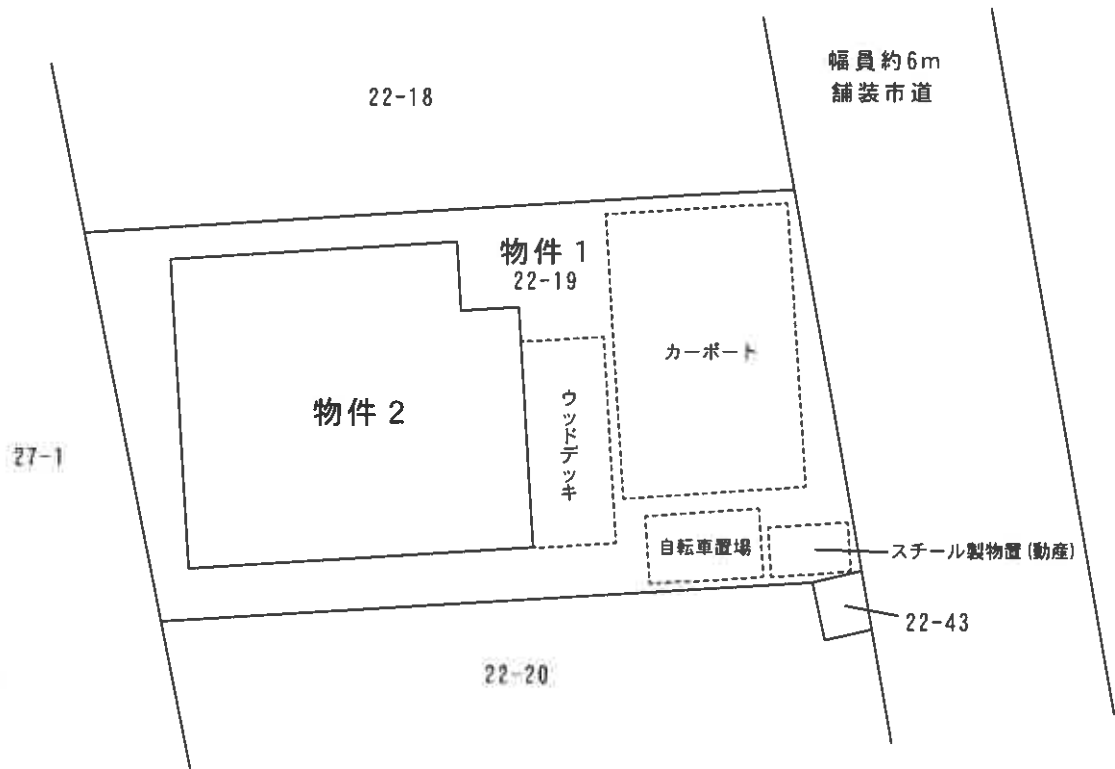 幅員約6m
舗装市道
22-18
物件1
22-19
カーポート
物件2
ウッドデッキ
27-1
自転車置場
スチール製物置(動産)
22-43
22-20